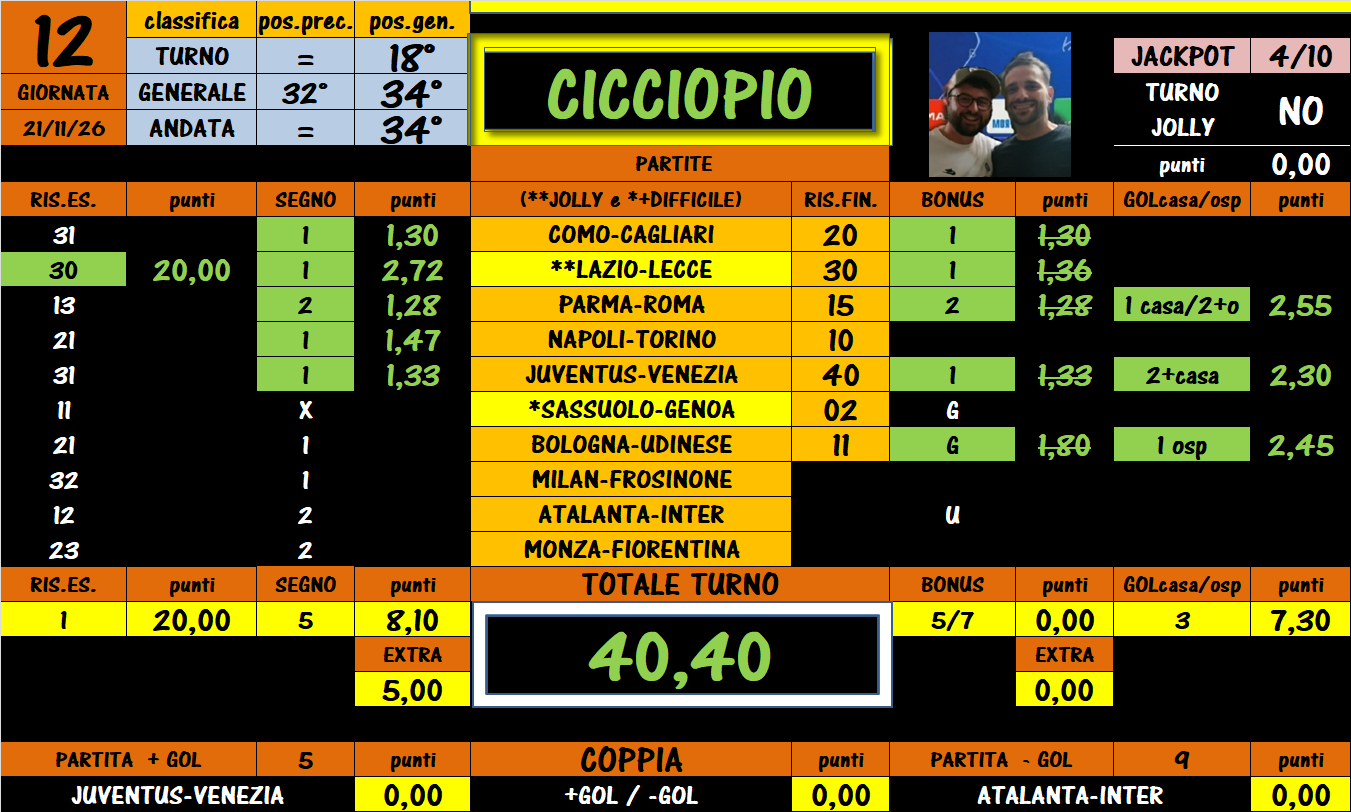 12 classifica pos.prec. pos.gen.
TURNO = 18°
GIORNATA GENERALE 32° 34°
21/11/26 ANDATA = 34°
CICCIOPIO
JACKPOT 4/10
TURNO JOLLY NO
punti 0,00
PARTITE
RIS.ES. punti SEGNO punti (**JOLLY e *+DIFFICILE) RIS.FIN. BONUS punti GOLcasa/osp punti
31 1 1,30 COMO-CAGLIARI 20 1 1,30
30 20,00 1 2,72 **LAZIO-LECCE 30 1 1,36
13 2 1,28 PARMA-ROMA 15 2 1,28 1 casa/2+o 2,55
21 1 1,47 NAPOLI-TORINO 10
31 1 1,33 JUVENTUS-VENEZIA 40 1 1,33 2+casa 2,30
11 X *SASSUOLO-GENOA 02 G
21 1 BOLOGNA-UDINESE 11 G 1,80 1 osp 2,45
32 1 MILAN-FROSINONE
12 2 ATALANTA-INTER U
23 2 MONZA-FIORENTINA
RIS.ES. punti SEGNO punti TOTALE TURNO BONUS punti GOLcasa/osp punti
1 20,00 5 8,10 40,40 5/7 0,00 3 7,30
EXTRA EXTRA
5,00 0,00
PARTITA + GOL 5 punti COPPIA punti PARTITA - GOL 9 punti
JUVENTUS-VENEZIA 0,00 +GOL / -GOL 0,00 ATALANTA-INTER 0,00